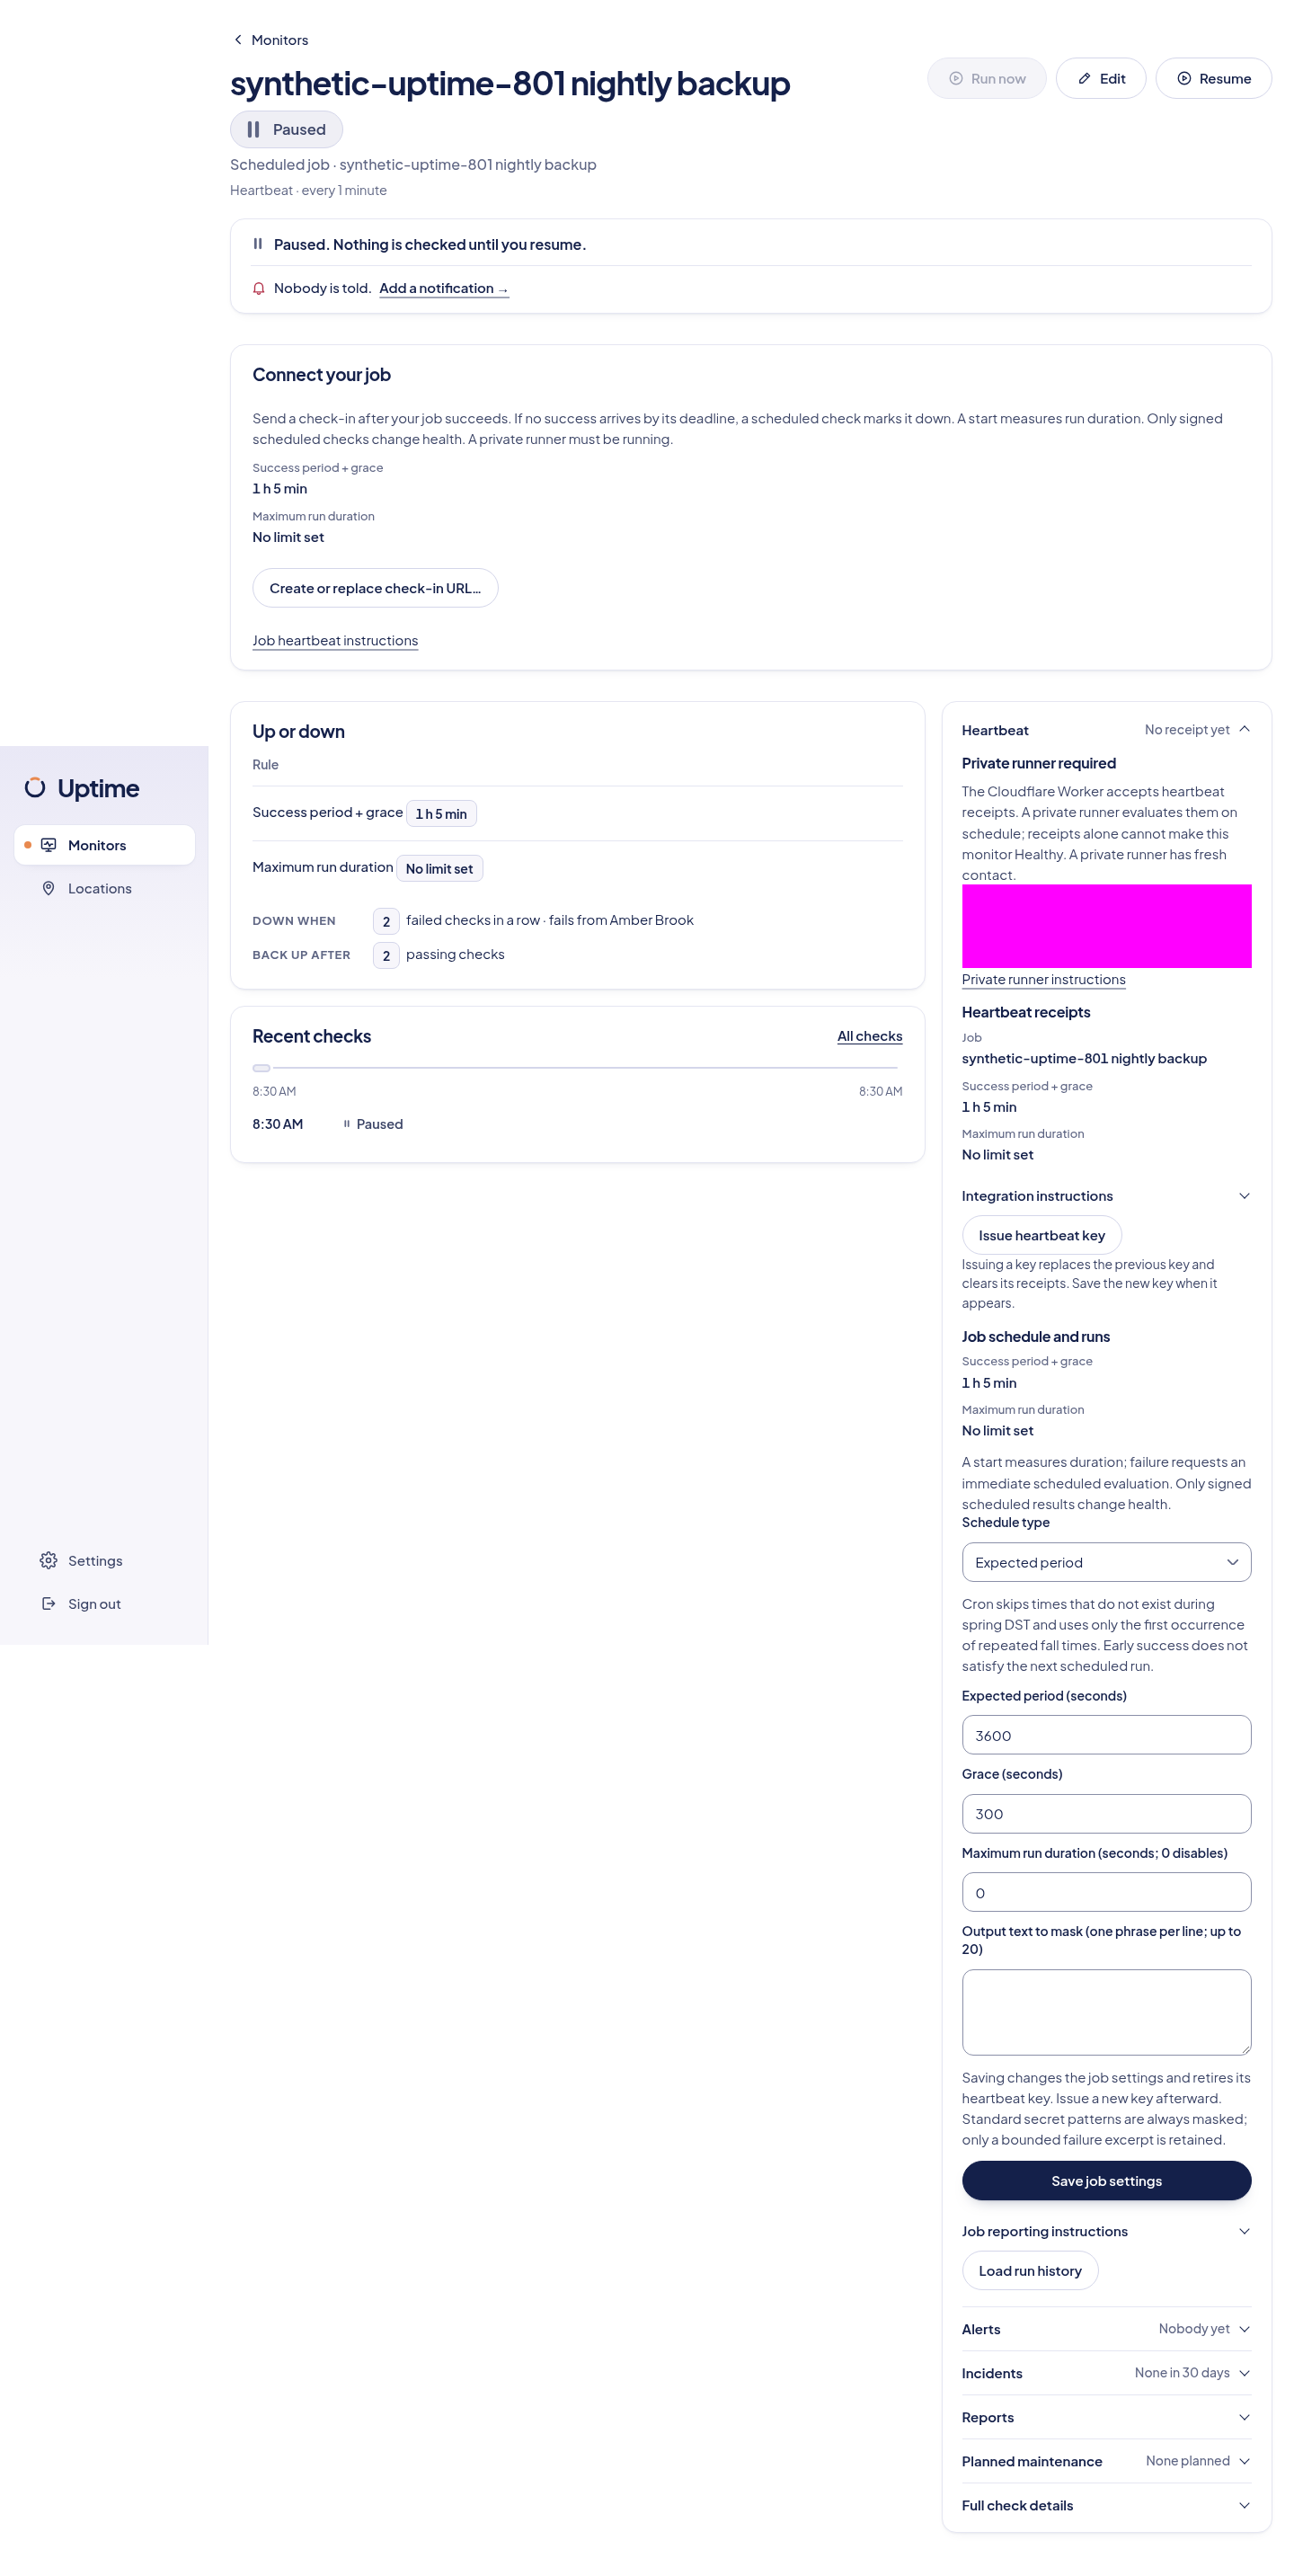 Monitors
synthetic-uptime-801 nightly backup
Run now
Edit
Resume
Paused
Scheduled job · synthetic-uptime-801 nightly backup
Heartbeat · every 1 minute
Paused. Nothing is checked until you resume.
Nobody is told. Add a notification →
Connect your job
Send a check-in after your job succeeds. If no success arrives by its deadline, a scheduled check marks it down. A start measures run duration. Only signed
scheduled checks change health. A private runner must be running.
Success period + grace
1 h 5 min
Maximum run duration
No limit set
Create or replace check-in URL…
Job heartbeat instructions
Uptime
Monitors
Locations
Settings
Sign out
Up or down
Rule
Success period + grace 1 h 5 min
Maximum run duration No limit set
DOWN WHEN 2 failed checks in a row · fails from Amber Brook
BACK UP AFTER 2 passing checks
Recent checks
All checks
8:30 AM
8:30 AM
8:30 AM
Paused
Heartbeat
No receipt yet
Private runner required
The Cloudflare Worker accepts heartbeat
receipts. A private runner evaluates them on
schedule; receipts alone cannot make this
monitor Healthy. A private runner has fresh
contact.
Private runner instructions
Heartbeat receipts
Job
synthetic-uptime-801 nightly backup
Success period + grace
1 h 5 min
Maximum run duration
No limit set
Integration instructions
Issue heartbeat key
Issuing a key replaces the previous key and
clears its receipts. Save the new key when it
appears.
Job schedule and runs
Success period + grace
1 h 5 min
Maximum run duration
No limit set
A start measures duration; failure requests an
immediate scheduled evaluation. Only signed
scheduled results change health.
Schedule type
Expected period
Cron skips times that do not exist during
spring DST and uses only the first occurrence
of repeated fall times. Early success does not
satisfy the next scheduled run.
Expected period (seconds)
3600
Grace (seconds)
300
Maximum run duration (seconds; 0 disables)
0
Output text to mask (one phrase per line; up to
20)
Saving changes the job settings and retires its
heartbeat key. Issue a new key afterward.
Standard secret patterns are always masked;
only a bounded failure excerpt is retained.
Save job settings
Job reporting instructions
Load run history
Alerts
Nobody yet
Incidents
None in 30 days
Reports
Planned maintenance
None planned
Full check details